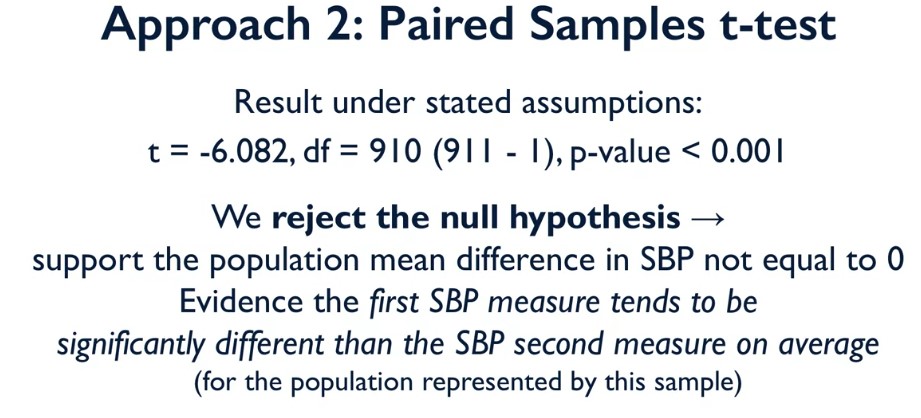 Approach 2: Paired Samples t-test
Result under stated assumptions:
t = -6.082, df = 910 (911 - 1), p-value < 0.001
We reject the null hypothesis →
support the population mean difference in SBP not equal to 0
Evidence the first SBP measure tends to be
significantly different than the SBP second measure on average
(for the population represented by this sample)